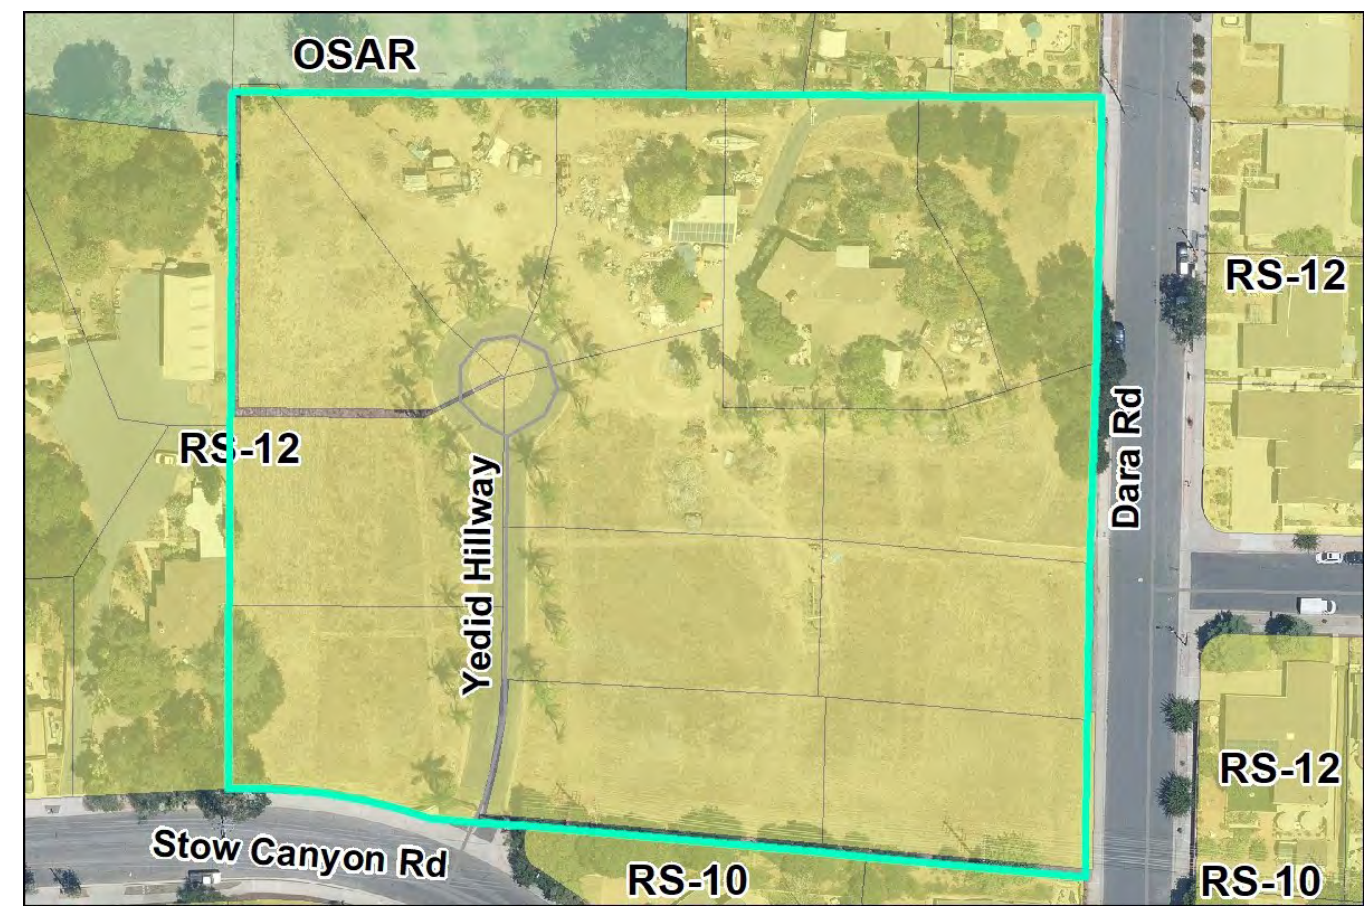 OSAR
RS-12
RS-12
Dara Rd
Yedid Hillway
RS-12
Stow Canyon Rd
RS-10
RS-10